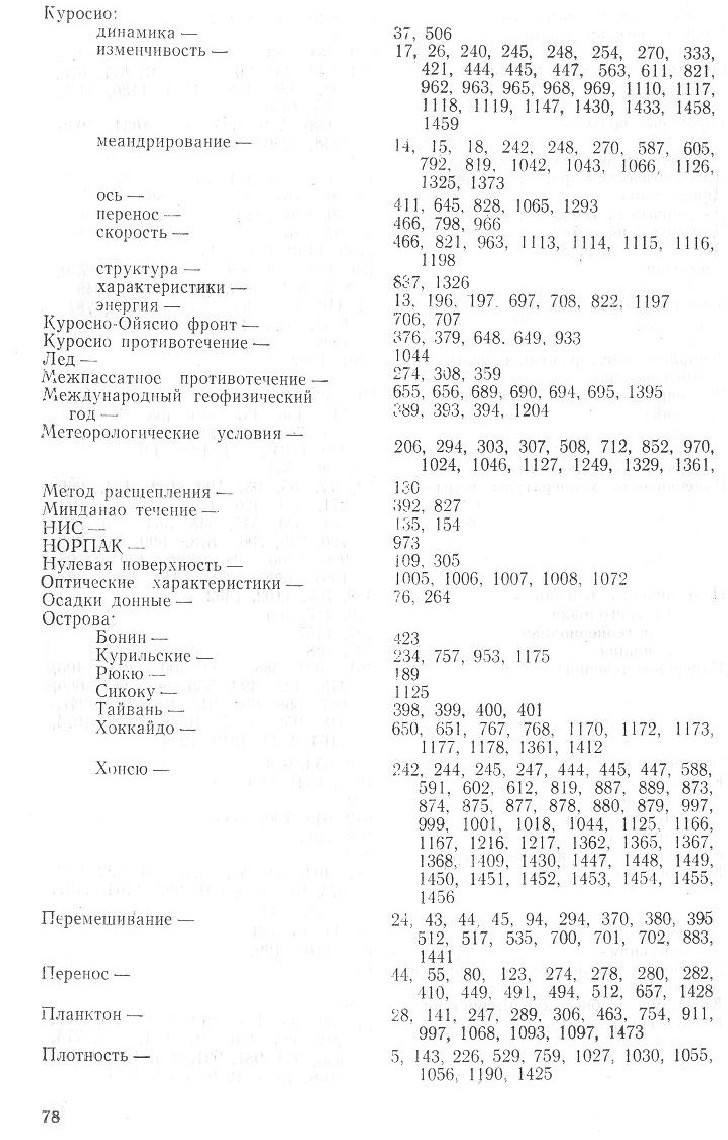 Куросио:
динамика — 37, 506
изменчивость — 17, 26, 240, 245, 248, 254, 270, 333,
421, 444, 445, 447, 563, 611, 821,
962, 963, 965, 968, 969, 1110, 1117,
1118, 1119, 1147, 1430, 1433, 1458,
1459
меандрирование — 14, 15, 18, 242, 248, 270, 587, 605,
792, 819, 1042, 1043, 1066, 1126,
1325, 1373
ось — 411, 645, 828, 1065, 1293
перенос — 466, 798, 966
скорость — 466, 821, 963, 1113, 1114, 1115, 1116,
1198
структура — 837, 1326
характеристики — 13, 196, 197, 697, 708, 822, 1197
энергия — 706, 707
Куросио-Ойясио фронт — 376, 379, 648, 649, 933
Куросио противотечение — 1044
Лед — 274, 308, 359
Межпассатное противотечение — 655, 656, 689, 690, 694, 695, 1395
Международный геофизический
год — 389, 393, 394, 1204
Метеорологические условия —
206, 294, 303, 307, 508, 712, 852, 970,
1024, 1046, 1127, 1249, 1329, 1361,
Метод расщепления — 130
Минданао течение — 392, 827
НИС — 135, 154
НОРПАК — 973
Нулевая поверхность — 109, 305
Оптические характеристики — 1005, 1006, 1007, 1008, 1072
Осадки донные — 76, 264
Острова:
Бонин — 423
Курильские — 234, 757, 953, 1175
Рюкю — 189
Сикоку — 1125
Тайвань — 398, 399, 400, 401
Хоккайдо — 650, 651, 767, 768, 1170, 1172, 1173,
1177, 1178, 1361, 1412
Хонсю — 242, 244, 245, 247, 444, 445, 447, 588,
591, 602, 612, 819, 887, 889, 873,
874, 875, 877, 878, 880, 879, 997,
999, 1001, 1018, 1044, 1125, 1166,
1167, 1216, 1217, 1362, 1365, 1367,
1368, 1409, 1430, 1447, 1448, 1449,
1450, 1451, 1452, 1453, 1454, 1455,
1456
Перемешивание — 24, 43, 44, 45, 94, 294, 370, 380, 395
512, 517, 535, 700, 701, 702, 883,
1441
Перенос — 44, 55, 80, 123, 274, 278, 280, 282,
410, 449, 491, 494, 512, 657, 1428
Планктон — 28, 141, 247, 289, 306, 463, 754, 911,
997, 1068, 1093, 1097, 1473
Плотность — 5, 143, 226, 529, 759, 1027, 1030, 1055,
1056, 1190, 1425
78